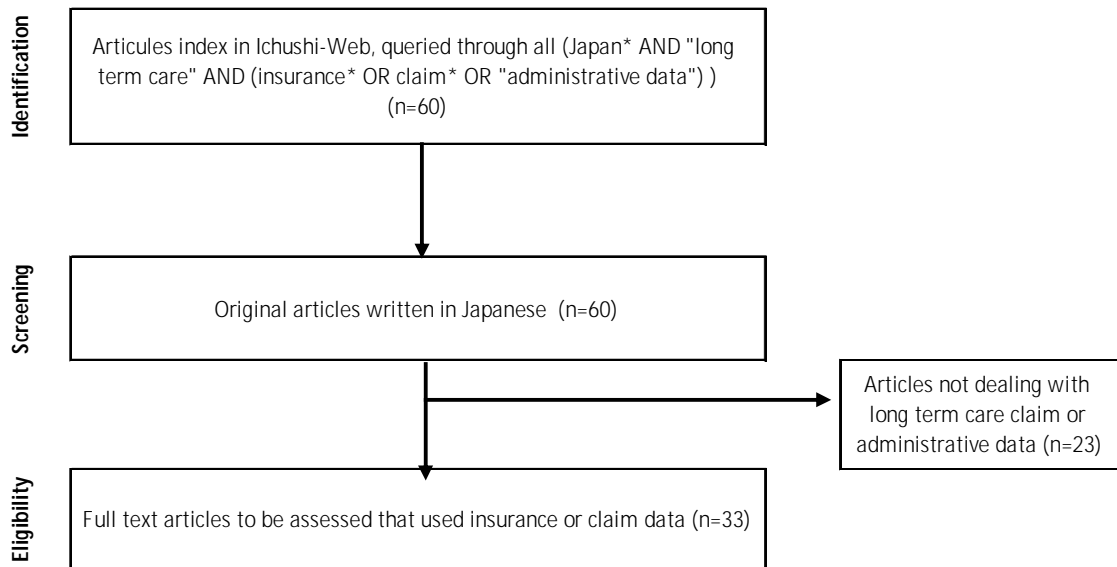 Identification
Articules index in Ichushi-Web, queried through all (Japan* AND "long
term care" AND (insurance* OR claim* OR "administrative data") )
(n=60)
Screening
Original articles written in Japanese (n=60)
Articles not dealing with
long term care claim or
administrative data (n=23)
Eligibility
Full text articles to be assessed that used insurance or claim data (n=33)